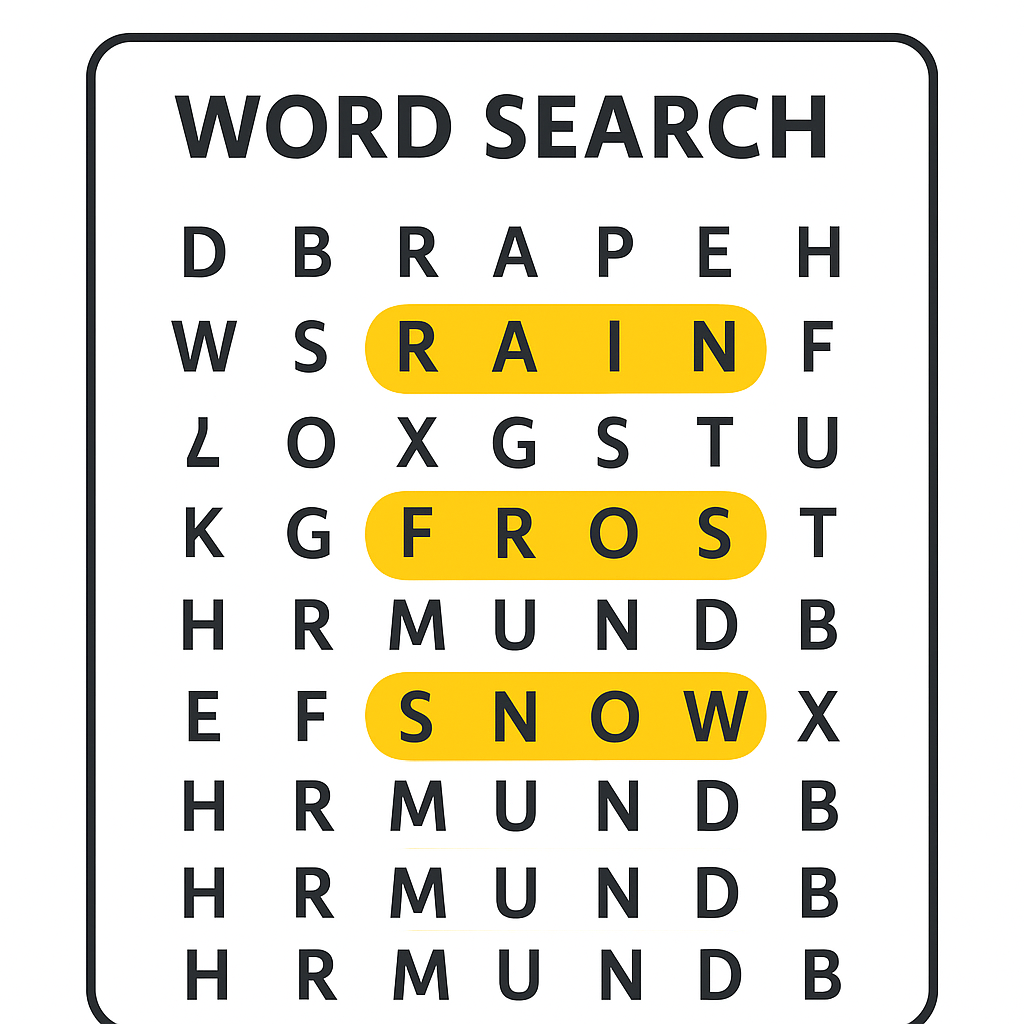 WORD SEARCH
D B R A P E H
W S R A I N F
O X G S T U
K G F R O S T
H R M U N D B
E F S N O W X
H R M U N D B
H R M U N D B
H R M U N D B